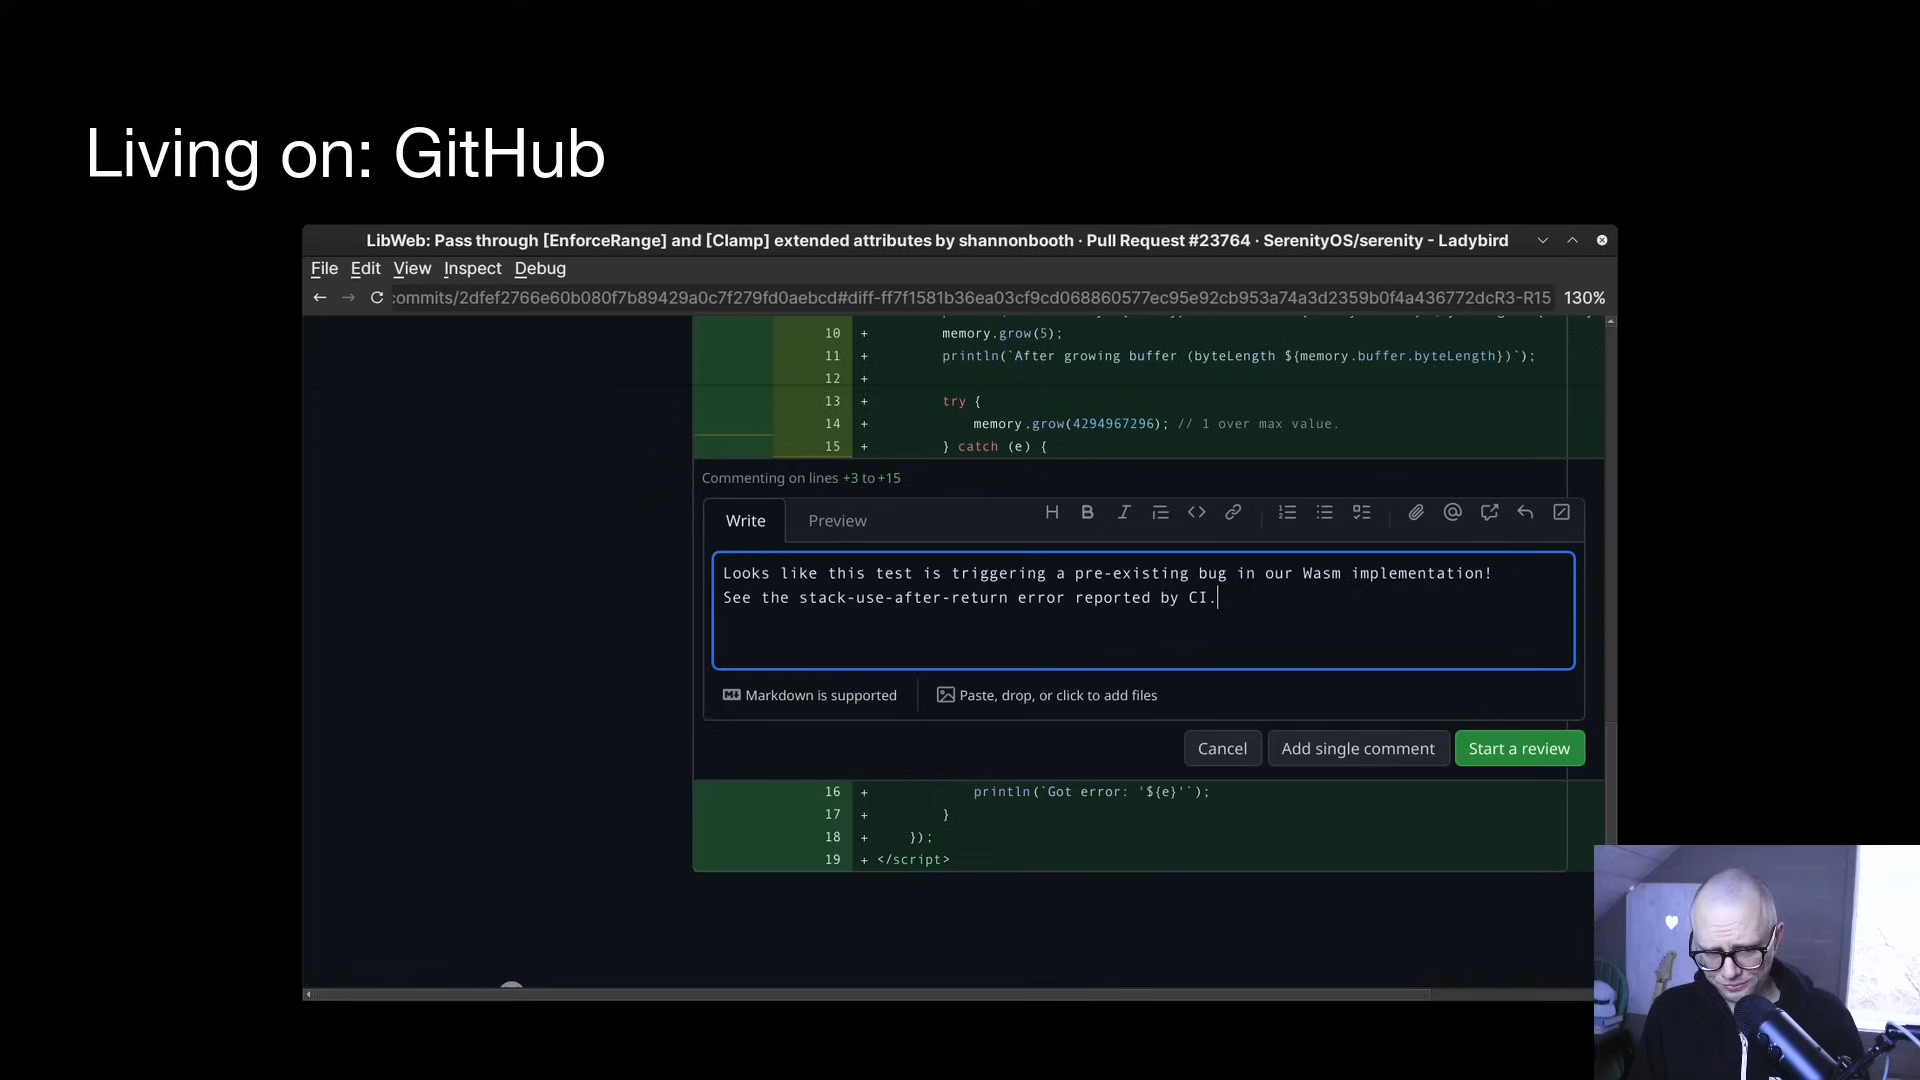 Living on: GitHub
LibWeb: Pass through [EnforceRange] and [Clamp] extended attributes by shannonbooth · Pull Request #23764 · SerenityOS/serenity - Ladybird
File Edit View Inspect Debug
commits/2dfef2766e60b080f7b89429a0c7f279fd0aebcd#diff-ff7f1581b36ea03cf9cd068860577ec95e92cb953a74a3d2359b0f4a436772dcR3-R15 130%
10 + memory.grow(5);
11 + println(`After growing buffer (byteLength ${memory.buffer.byteLength})`);
12 +
13 + try {
14 + memory.grow(4294967296); // 1 over max value.
15 + } catch (e) {
Commenting on lines +3 to +15
Write Preview
Looks like this test is triggering a pre-existing bug in our Wasm implementation!
See the stack-use-after-return error reported by CI.
Markdown is supported Paste, drop, or click to add files
Cancel Add single comment Start a review
16 + println(`Got error: '${e}'`);
17 + }
18 + });
19 + </script>